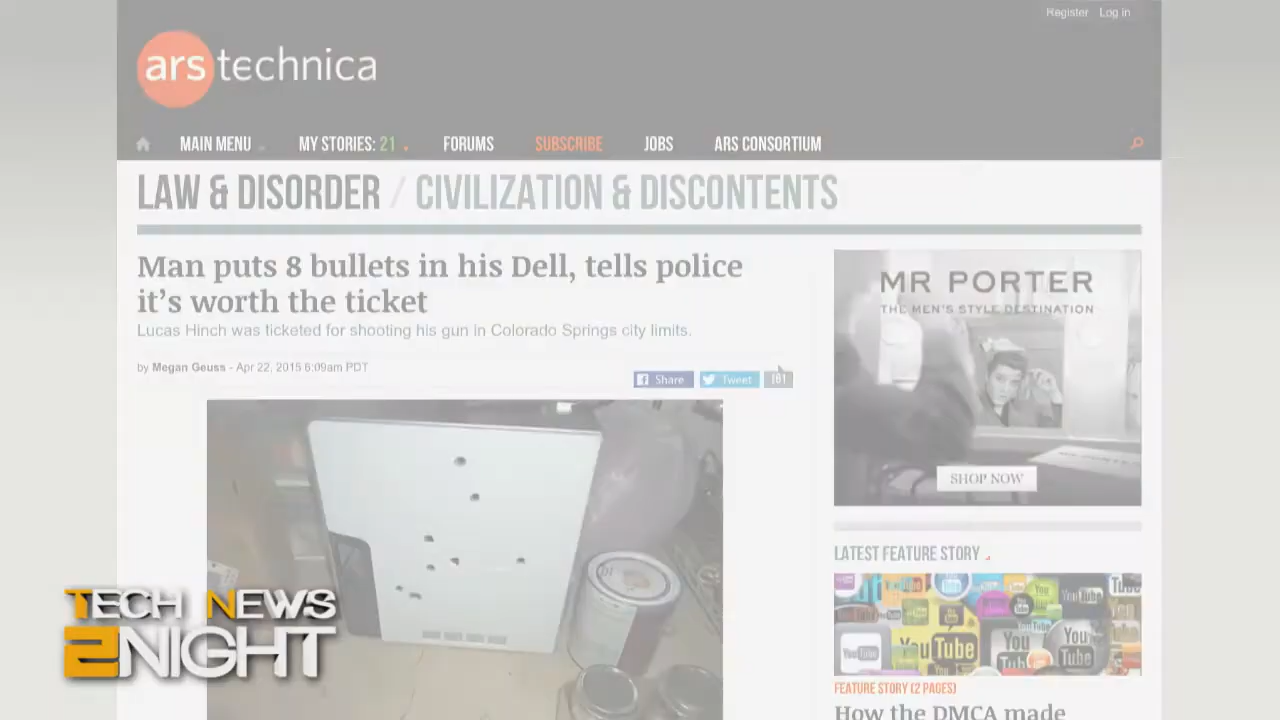 Register Log in
ars technica
MAIN MENU MY STORIES: 21 FORUMS SUBSCRIBE JOBS ARS CONSORTIUM
LAW & DISORDER / CIVILIZATION & DISCONTENTS
Man puts 8 bullets in his Dell, tells police
it's worth the ticket
Lucas Hinch was ticketed for shooting his gun in Colorado Springs city limits.
by Megan Geuss - Apr 22, 2015 6:09am PDT
Share Tweet
MR PORTER
THE MEN'S STYLE DESTINATION
SHOP NOW
LATEST FEATURE STORY
YouTube
FEATURE STORY (2 PAGES)
How the DMCA made
TECH NEWS
2NIGHT